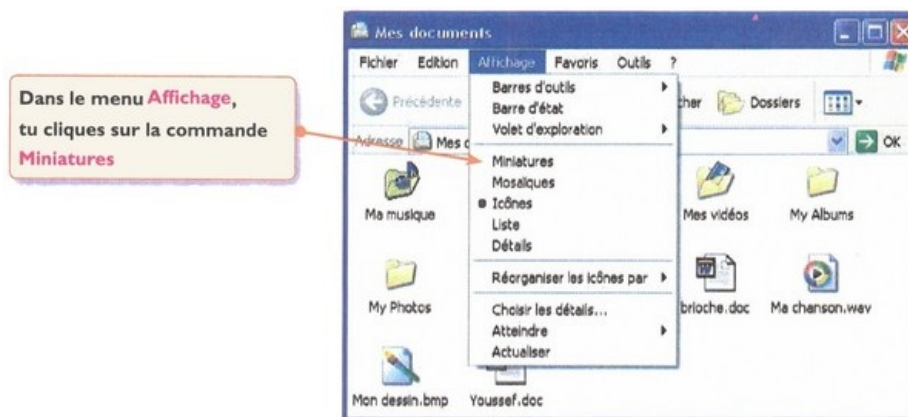 Mes documents
Fichier Edition Affichage Favoris Outils ?
Dans le menu Affichage,
tu cliques sur la commande
Miniatures
Précédente
cher Dossiers
Adresse Mes d OK
Barres d'outils
Barre d'état
Volet d'exploration
Miniatures
Mosaïques
Icônes
Liste
Détails
Réorganiser les icônes par
Choisir les détails...
Atteindre
Actualiser
Ma musique Mes vidéos My Albums
My Photos brioche.doc Ma chanson.wav
Mon dessin.bmp Youssef.doc